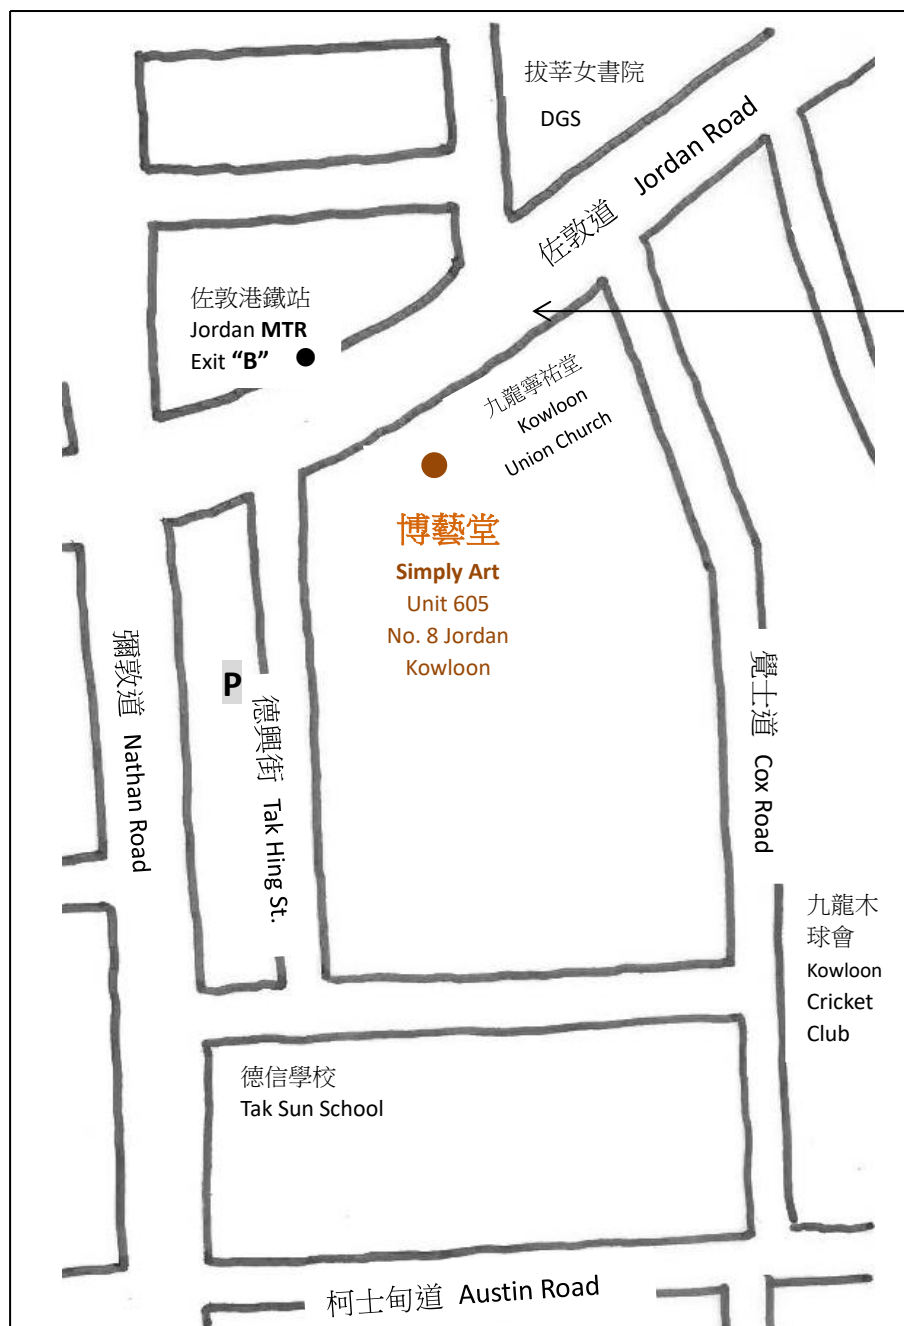 拔萃女書院
DGS
佐敦道 Jordan Road
佐敦港鐵站
Jordan MTR
Exit “B”
九龍寧祐堂
Kowloon
Union Church
博藝堂
Simply Art
Unit 605
No. 8 Jordan
Kowloon
彌敦道 Nathan Road
P
德興街 Tak Hing St.
覺士道 Cox Road
九龍木
球會
Kowloon
Cricket
Club
德信學校
Tak Sun School
柯士甸道 Austin Road